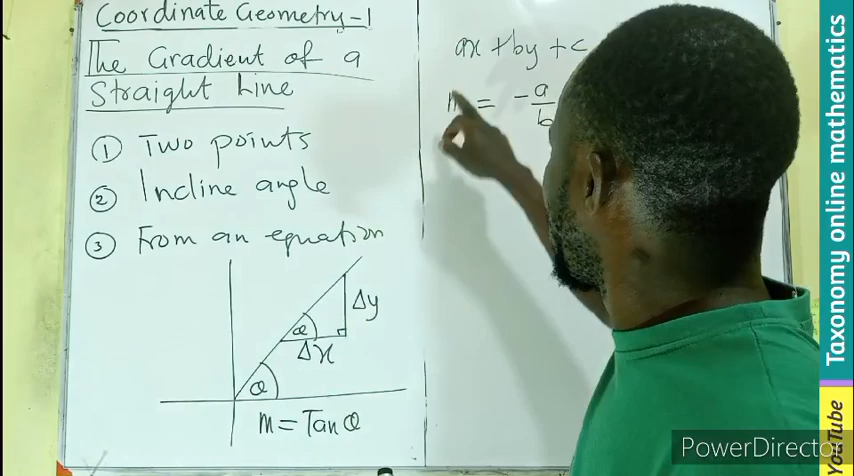 Coordinate Geometry-1
The Gradient of a
Straight Line
① Two points
② Incline angle
③ From an equation
θ
Δy
Δx
θ
m = Tan θ
ax + by + c
= -a/b
Taxonomy online mathematics
YouTube
PowerDirector